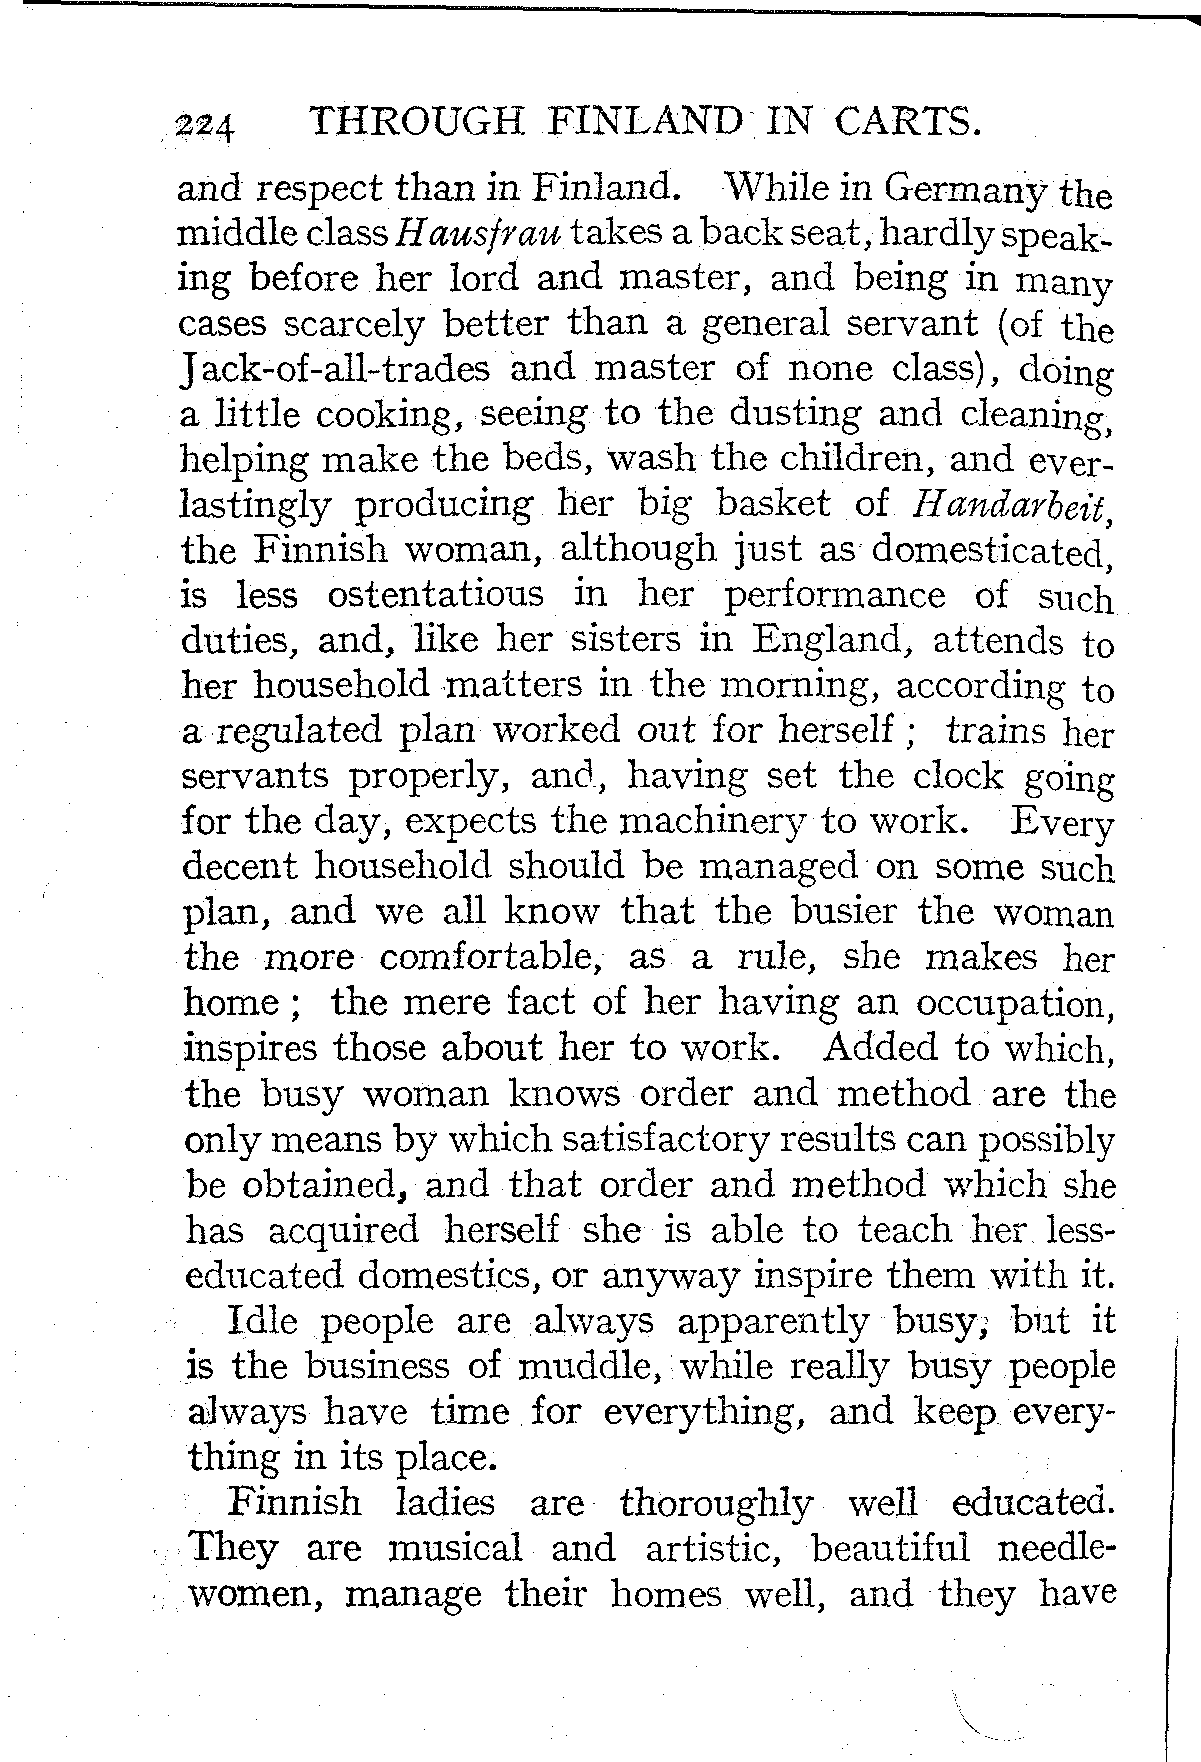 224 THROUGH FINLAND IN CARTS.
and respect than in Finland. While in Germany the
middle class Hausfrau takes a back seat, hardly speak-
ing before her lord and master, and being in many
cases scarcely better than a general servant (of the
Jack-of-all-trades and master of none class), doing
a little cooking, seeing to the dusting and cleaning,
helping make the beds, wash the children, and ever-
lastingly producing her big basket of Handarbeit,
the Finnish woman, although just as domesticated,
is less ostentatious in her performance of such
duties, and, like her sisters in England, attends to
her household matters in the morning, according to
a regulated plan worked out for herself ; trains her
servants properly, and, having set the clock going
for the day, expects the machinery to work. Every
decent household should be managed on some such
plan, and we all know that the busier the woman
the more comfortable, as a rule, she makes her
home ; the mere fact of her having an occupation,
inspires those about her to work. Added to which,
the busy woman knows order and method are the
only means by which satisfactory results can possibly
be obtained, and that order and method which she
has acquired herself she is able to teach her less-
educated domestics, or anyway inspire them with it.
Idle people are always apparently busy, but it
is the business of muddle, while really busy people
always have time for everything, and keep every-
thing in its place.
Finnish ladies are thoroughly well educated.
They are musical and artistic, beautiful needle-
women, manage their homes well, and they have